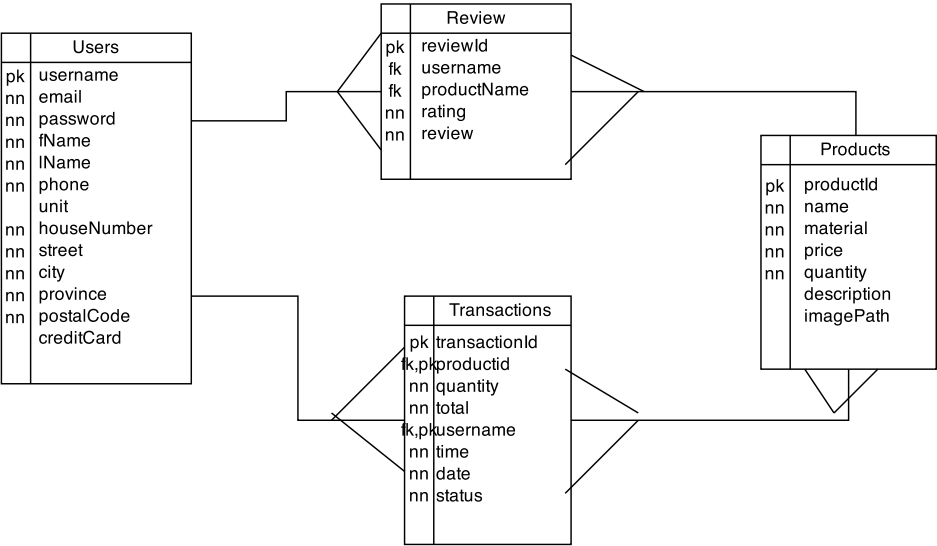 Users
pk username
nn email
nn password
nn fName
nn lName
nn phone
unit
nn houseNumber
nn street
nn city
nn province
nn postalCode
creditCard
Review
pk reviewId
fk username
fk productName
nn rating
nn review
Products
pk productId
nn name
nn material
nn price
nn quantity
description
imagePath
Transactions
pk transactionId
fk,pk productid
nn quantity
nn total
fk,pk username
nn time
nn date
nn status